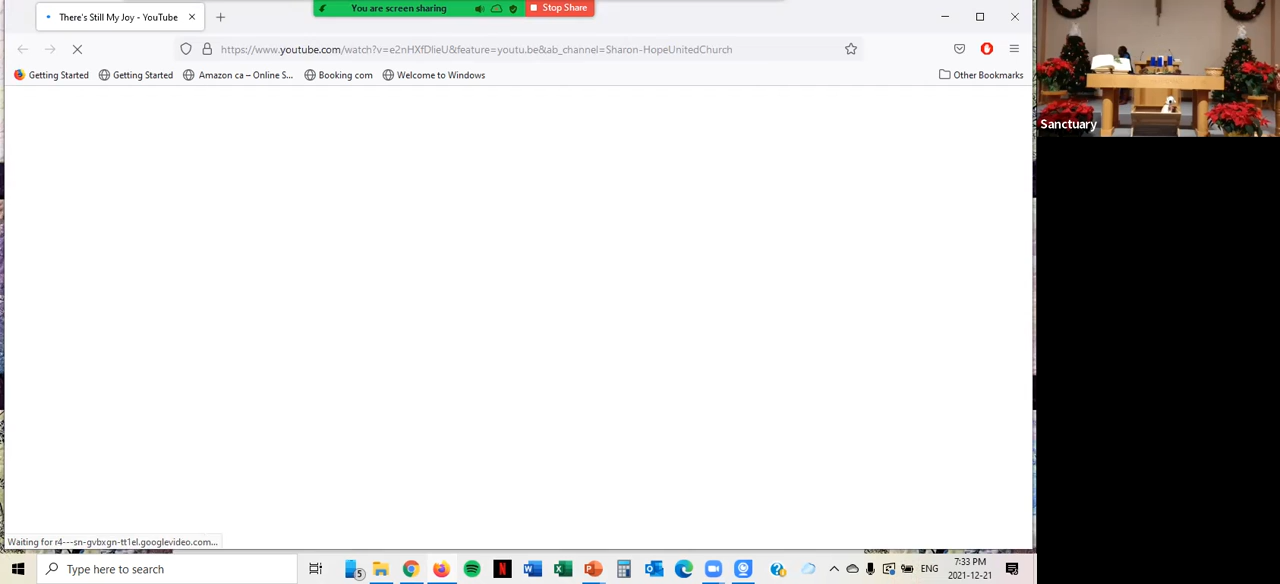 You are screen sharing
Stop Share
There's Still My Joy - YouTube
https://www.youtube.com/watch?v=e2nHXfDlieU&feature=youtu.be&ab_channel=Sharon-HopeUnitedChurch
Getting Started
Getting Started
Amazon ca – Online S...
Booking com
Welcome to Windows
Other Bookmarks
Sanctuary
Waiting for r4---sn-gvbxgn-tt1el.googlevideo.com...
Type here to search
5
ENG
7:33 PM
2021-12-21